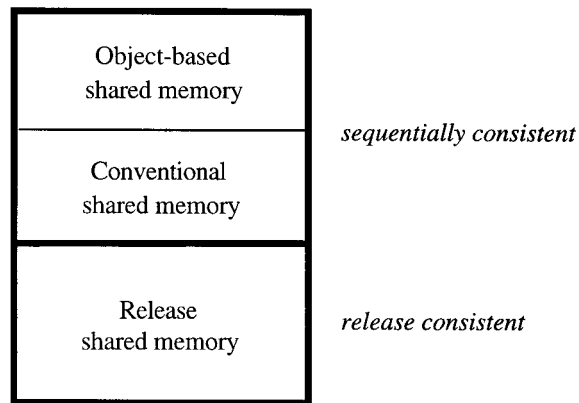 Object-based
shared memory
sequentially consistent
Conventional
shared memory
Release
shared memory
release consistent